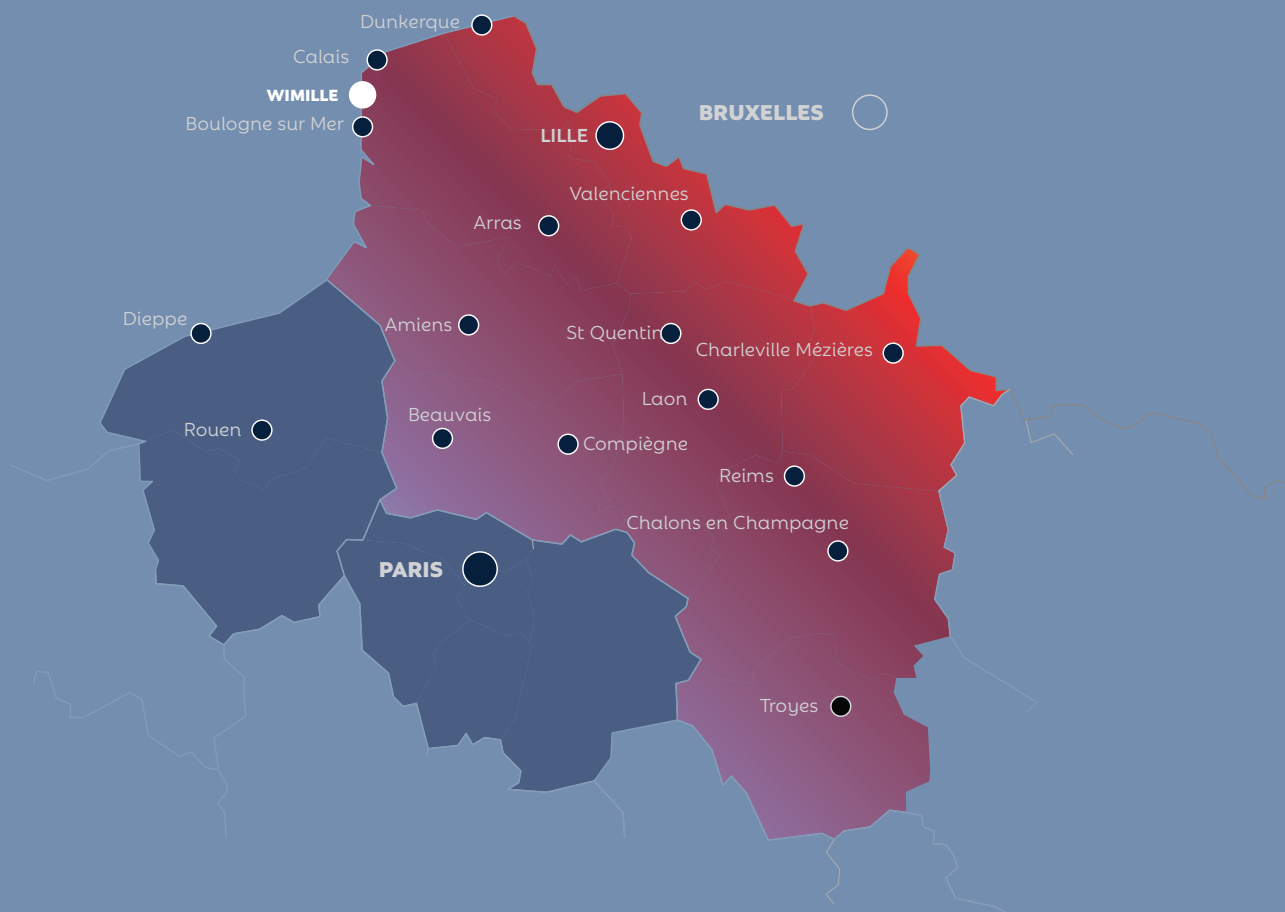 Dunkerque
Calais
WIMILLE
BRUXELLES
Boulogne sur Mer
LILLE
Valenciennes
Arras
Dieppe
Amiens
St Quentin
Charleville Mézières
Laon
Beauvais
Rouen
Compiègne
Reims
Chalons en Champagne
PARIS
Troyes